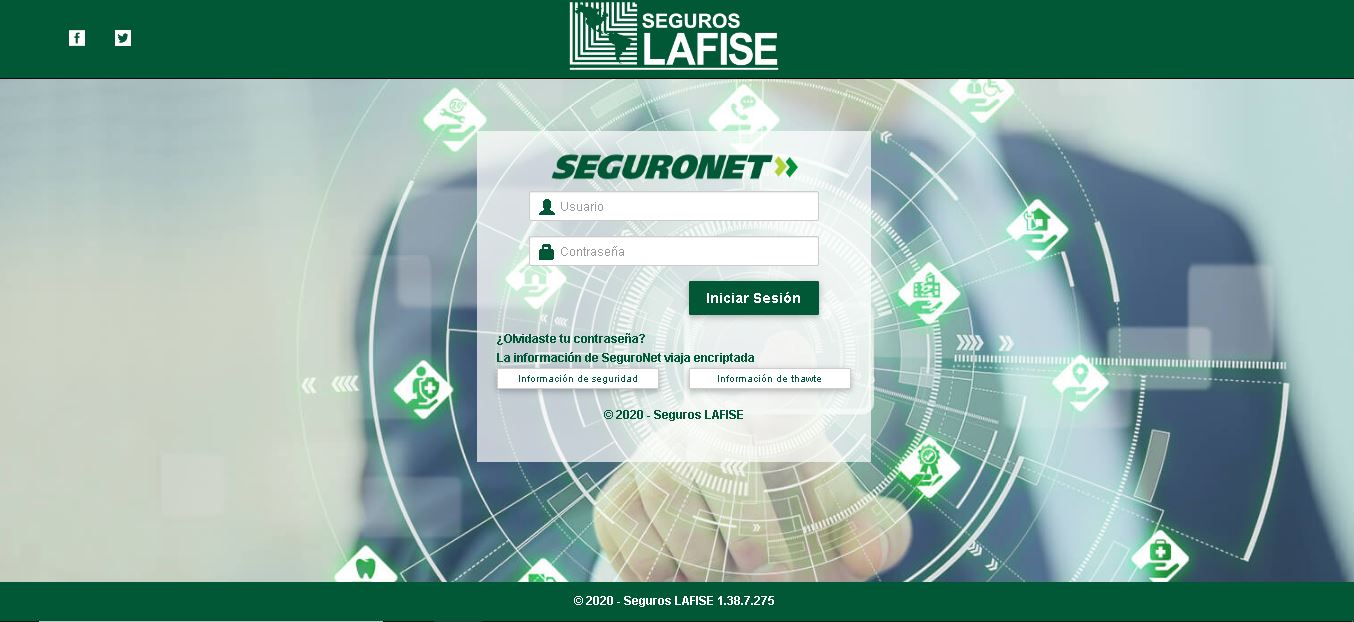 SEGUROS
LAFISE
SEGURONET
Usuario
Contraseña
Iniciar Sesión
¿Olvidaste tu contraseña?
La información de SeguroNet viaja encriptada
Información de seguridad
Información de thawte
© 2020 - Seguros LAFISE
© 2020 - Seguros LAFISE 1.38.7.275